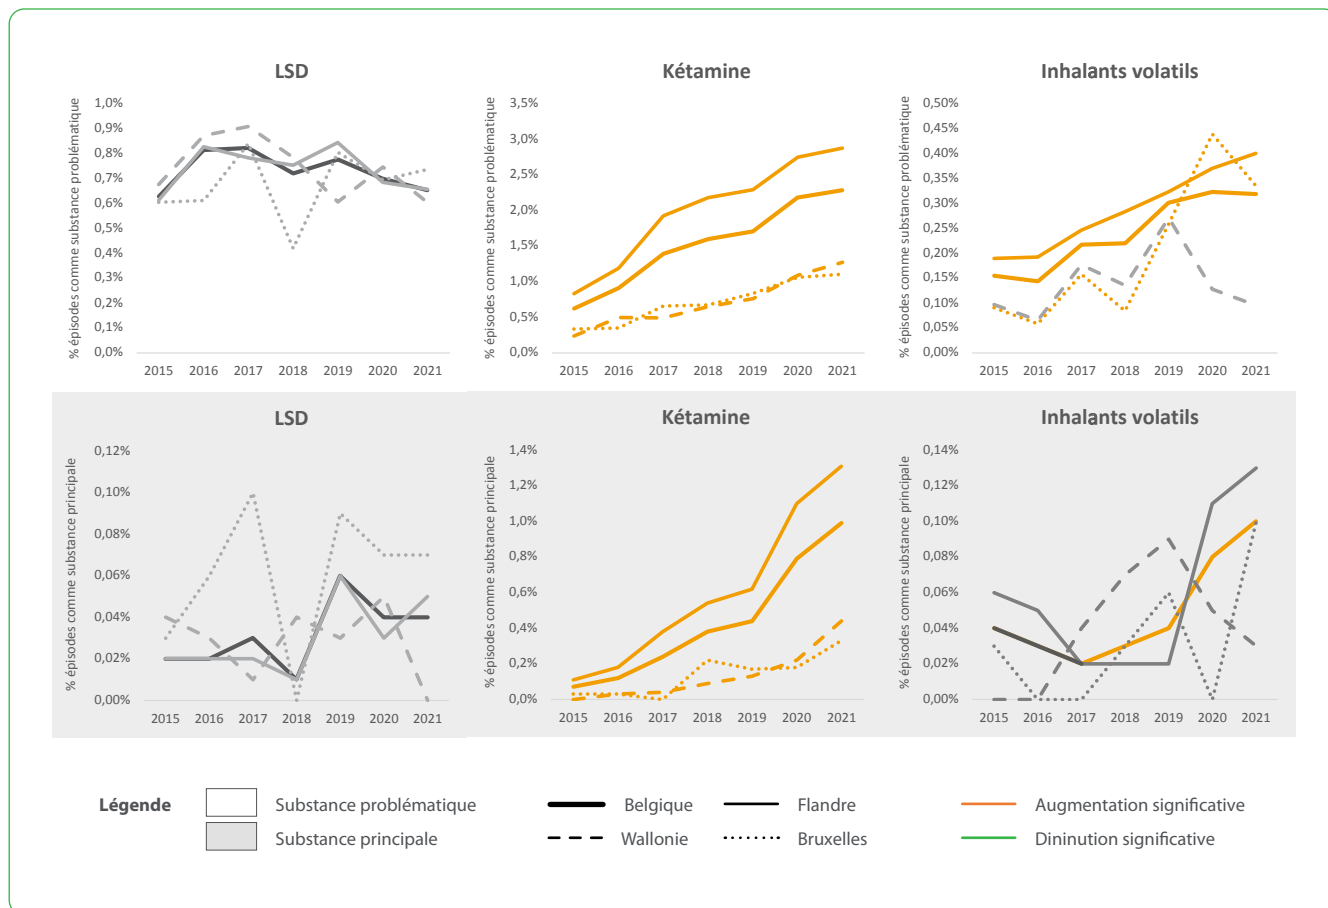 LSD
% épisodes comme substance problématique
1,0%
0,9%
0,8%
0,7%
0,6%
0,5%
0,4%
0,3%
0,2%
0,1%
0,0%
2015 2016 2017 2018 2019 2020 2021
Kétamine
% épisodes comme substance problématique
3,5%
3,0%
2,5%
2,0%
1,5%
1,0%
0,5%
0,0%
2015 2016 2017 2018 2019 2020 2021
Inhalants volatils
% épisodes comme substance problématique
0,50%
0,45%
0,40%
0,35%
0,30%
0,25%
0,20%
0,15%
0,10%
0,05%
0,00%
2015 2016 2017 2018 2019 2020 2021
LSD
% épisodes comme substance principale
0,12%
0,10%
0,08%
0,06%
0,04%
0,02%
0,00%
2015 2016 2017 2018 2019 2020 2021
Kétamine
% épisodes comme substance principale
1,4%
1,2%
1,0%
0,8%
0,6%
0,4%
0,2%
0,0%
2015 2016 2017 2018 2019 2020 2021
Inhalants volatils
% épisodes comme substance principale
0,14%
0,12%
0,10%
0,08%
0,06%
0,04%
0,02%
0,00%
2015 2016 2017 2018 2019 2020 2021
Légende
Substance problématique
Substance principale
Belgique
Flandre
Wallonie
Bruxelles
Augmentation significative
Dininution significative